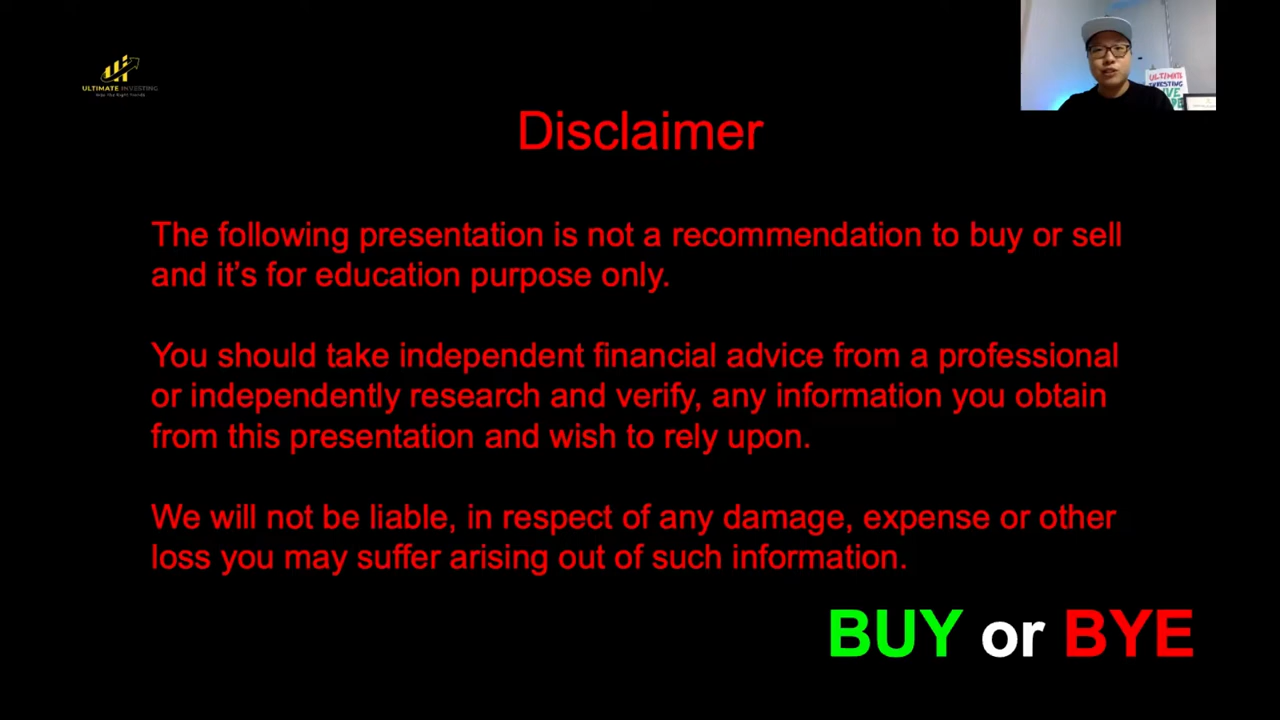 ULTIMATE INVESTING
Disclaimer
ULTIMATE
INVESTING
The following presentation is not a recommendation to buy or sell
and it’s for education purpose only.
You should take independent financial advice from a professional
or independently research and verify, any information you obtain
from this presentation and wish to rely upon.
We will not be liable, in respect of any damage, expense or other
loss you may suffer arising out of such information.
BUY or BYE